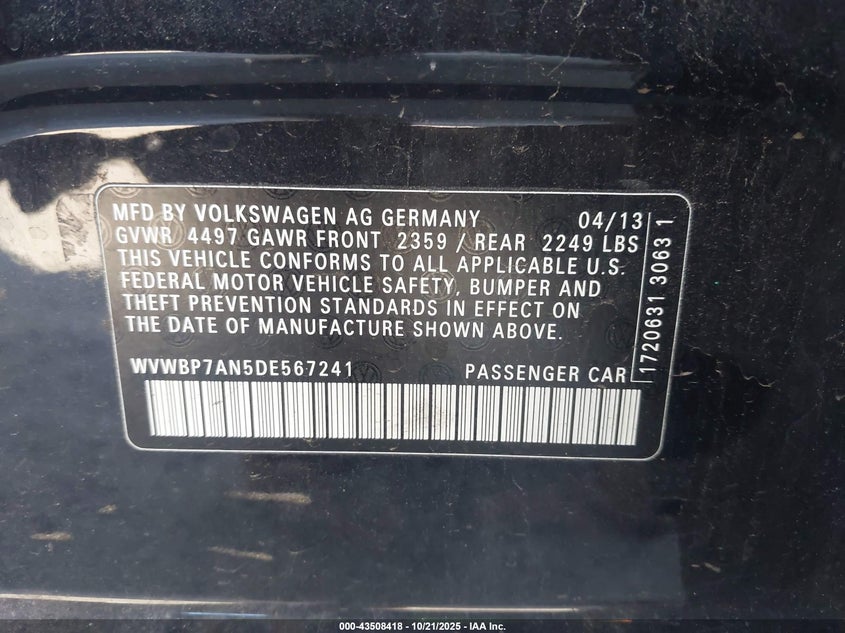 MFD BY VOLKSWAGEN AG GERMANY 04/13
GVWR 4497 GAWR FRONT 2359 / REAR 2249 LBS
THIS VEHICLE CONFORMS TO ALL APPLICABLE U.S.
FEDERAL MOTOR VEHICLE SAFETY, BUMPER AND
THEFT PREVENTION STANDARDS IN EFFECT ON
THE DATE OF MANUFACTURE SHOWN ABOVE.
WVWBP7AN5DE567241 PASSENGER CAR
1720631 3063 1
000-43508418 - 10/21/2025 - IAA Inc.